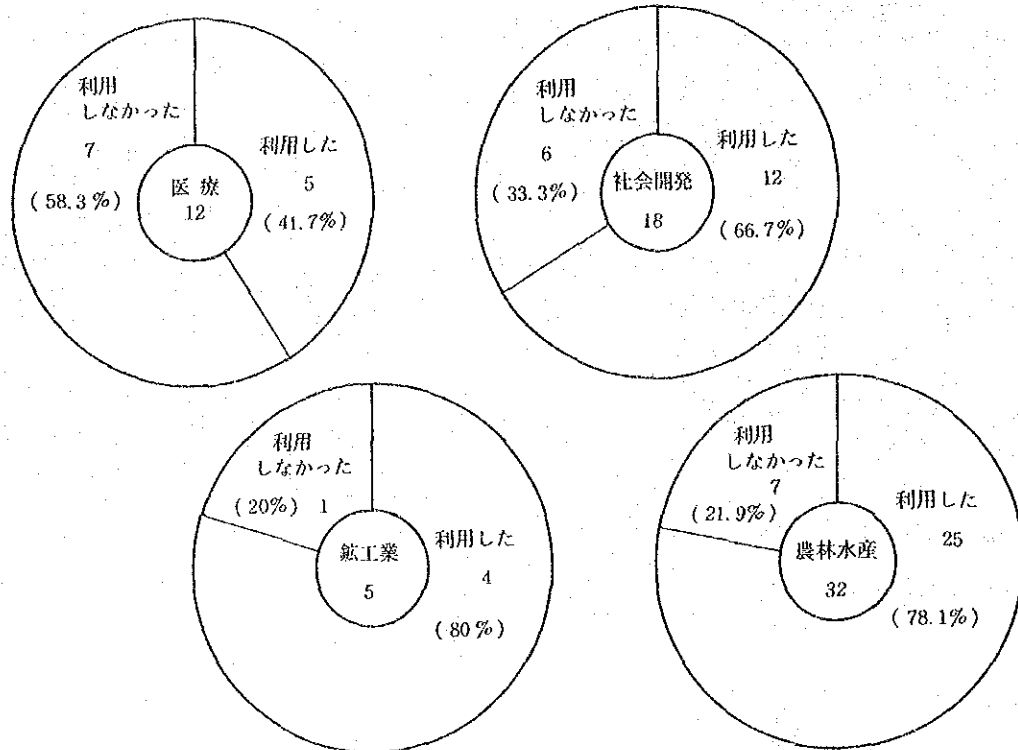 利用
しなかった
7
(58.3%)
医療
12
利用した
5
(41.7%)
利用
しなかった
6
(33.3%)
社会開発
18
利用した
12
(66.7%)
利用
しなかった
(20%) 1
鉱工業
5
利用した
4
(80%)
利用
しなかった
7
(21.9%)
農林水産
32
利用した
25
(78.1%)